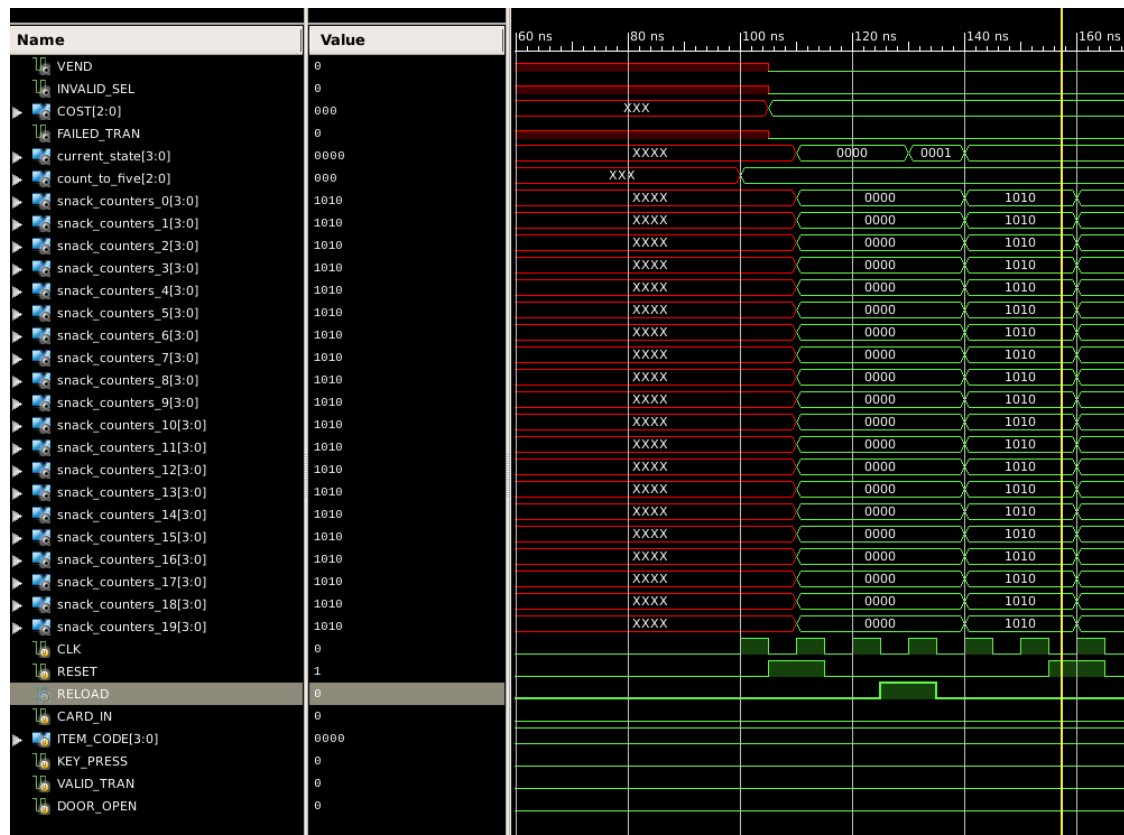 Name Value 60 ns 80 ns 100 ns 120 ns 140 ns 160 ns
VEND 0
INVALID_SEL 0
COST[2:0] 000 XXX
FAILED_TRAN 0
current_state[3:0] 0000 XXXX 0000 0001
count_to_five[2:0] 000 XXX
snack_counters_0[3:0] 1010 XXXX 0000 1010
snack_counters_1[3:0] 1010 XXXX 0000 1010
snack_counters_2[3:0] 1010 XXXX 0000 1010
snack_counters_3[3:0] 1010 XXXX 0000 1010
snack_counters_4[3:0] 1010 XXXX 0000 1010
snack_counters_5[3:0] 1010 XXXX 0000 1010
snack_counters_6[3:0] 1010 XXXX 0000 1010
snack_counters_7[3:0] 1010 XXXX 0000 1010
snack_counters_8[3:0] 1010 XXXX 0000 1010
snack_counters_9[3:0] 1010 XXXX 0000 1010
snack_counters_10[3:0] 1010 XXXX 0000 1010
snack_counters_11[3:0] 1010 XXXX 0000 1010
snack_counters_12[3:0] 1010 XXXX 0000 1010
snack_counters_13[3:0] 1010 XXXX 0000 1010
snack_counters_14[3:0] 1010 XXXX 0000 1010
snack_counters_15[3:0] 1010 XXXX 0000 1010
snack_counters_16[3:0] 1010 XXXX 0000 1010
snack_counters_17[3:0] 1010 XXXX 0000 1010
snack_counters_18[3:0] 1010 XXXX 0000 1010
snack_counters_19[3:0] 1010 XXXX 0000 1010
CLK 0
RESET 1
RELOAD 0
CARD_IN 0
ITEM_CODE[3:0] 0000
KEY_PRESS 0
VALID_TRAN 0
DOOR_OPEN 0